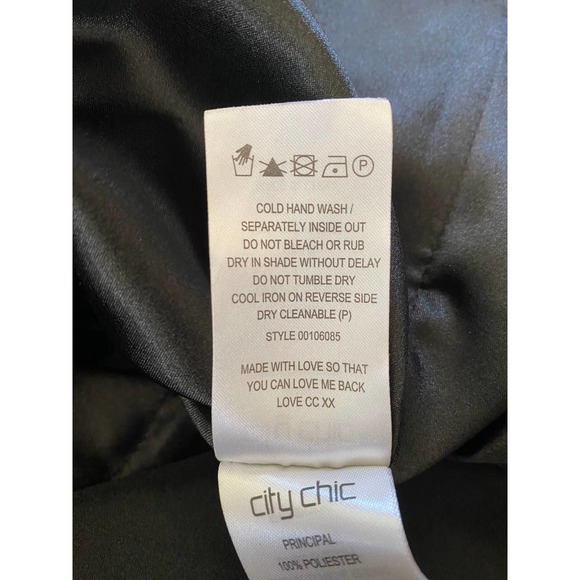 P
COLD HAND WASH /
SEPARATELY INSIDE OUT
DO NOT BLEACH OR RUB
DRY IN SHADE WITHOUT DELAY
DO NOT TUMBLE DRY
COOL IRON ON REVERSE SIDE
DRY CLEANABLE (P)
STYLE 00106085
MADE WITH LOVE SO THAT
YOU CAN LOVE ME BACK
LOVE CC XX
city chic
PRINCIPAL
100% POLIESTER